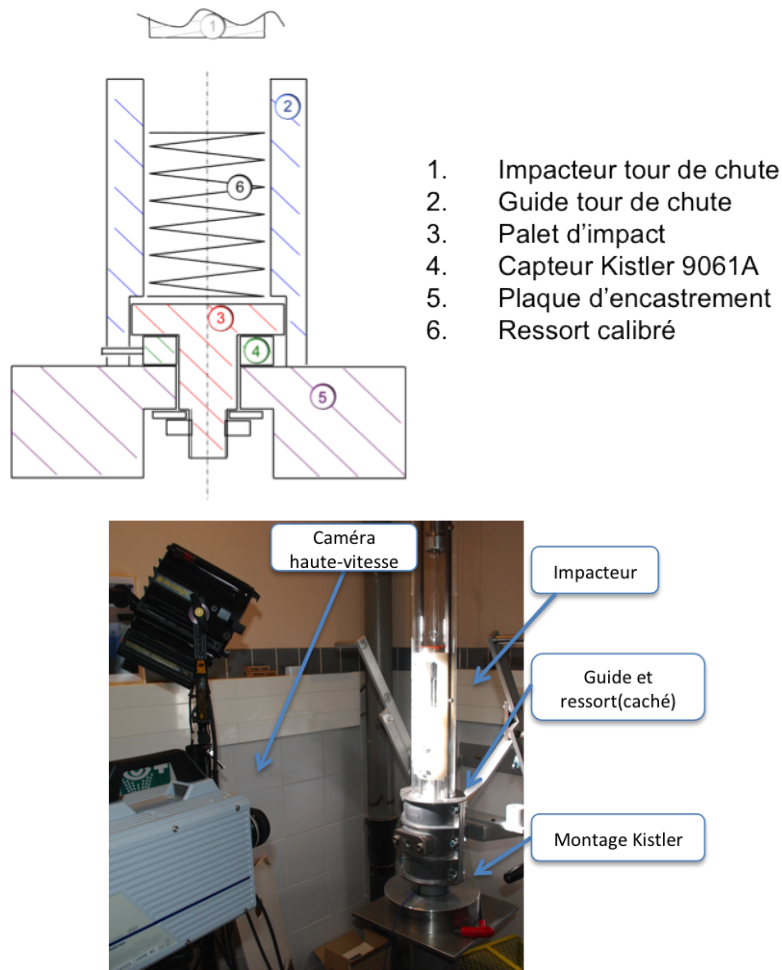 1
2
6
3
4
5
1. Impacteur tour de chute
2. Guide tour de chute
3. Palet d'impact
4. Capteur Kistler 9061A
5. Plaque d'encastrement
6. Ressort calibré
Caméra
haute-vitesse
Impacteur
Guide et
ressort(caché)
Montage Kistler